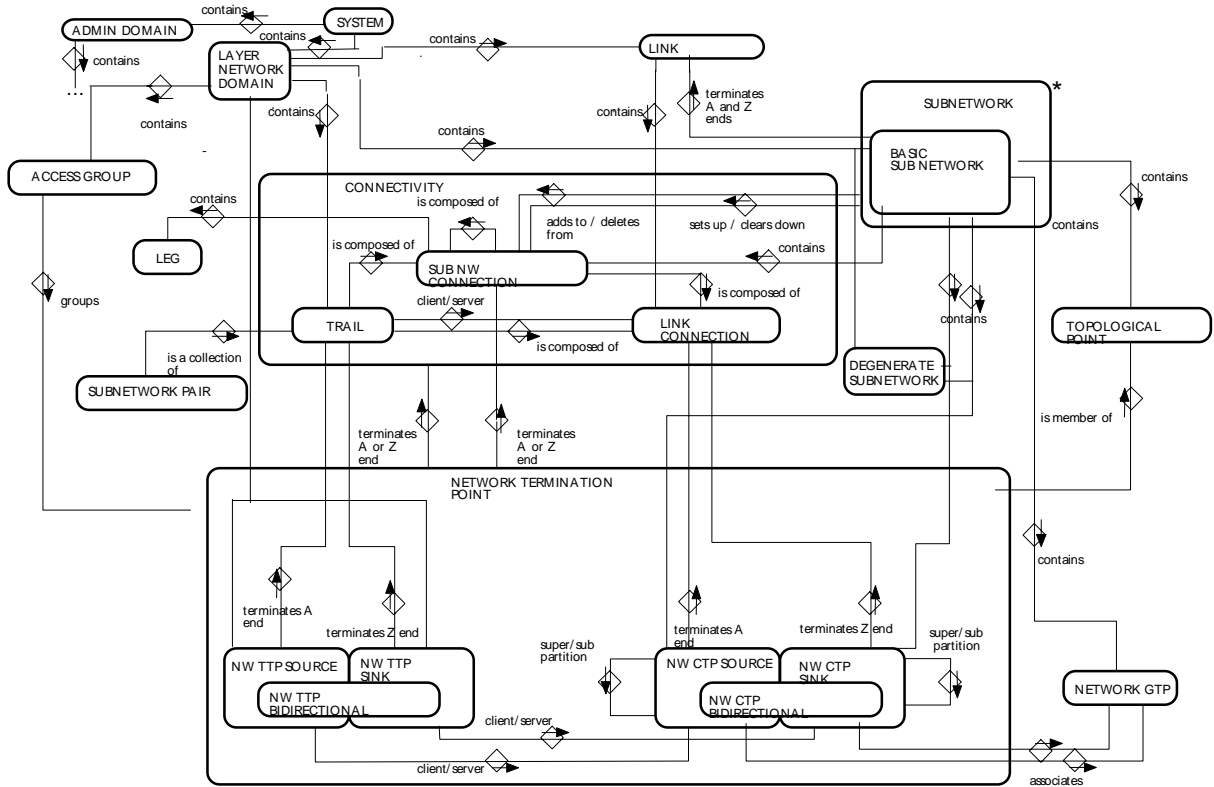 contains
SYSTEM
ADMIN DOMAIN
contains
contains
LINK
LAYER
NETWORK
DOMAIN
contains
...
contains
contains
contains
terminates
A and Z
ends
SUBNETWORK
*
contains
contains
BASIC
SUB NETWORK
ACCESS GROUP
contains
CONNECTIVITY
is composed of
contains
adds to / deletes
from
sets up / clears down
contains
LEG
is composed of
SUB NW
CONNECTION
contains
is composed of
groups
client/server
contains
TRAIL
LINK
CONNECTION
TOPOLOGICAL
POINT
is composed of
is a collection
of
SUBNETWORK PAIR
DEGENERATE
SUBNETWORK
is member of
terminates
A or Z
end
terminates
A or Z
end
NETWORK TERMINATION
POINT
contains
terminates A
end
terminates Z end
terminates A
end
terminates Z end
super/sub
partition
super/sub
partition
NW TTP SOURCE
NW TTP
SINK
NW TTP
BIDIRECTIONAL
NW CTP SOURCE
NW CTP
SINK
NW CTP
BIDIRECTIONAL
NETWORK GTP
client/server
client/server
associates